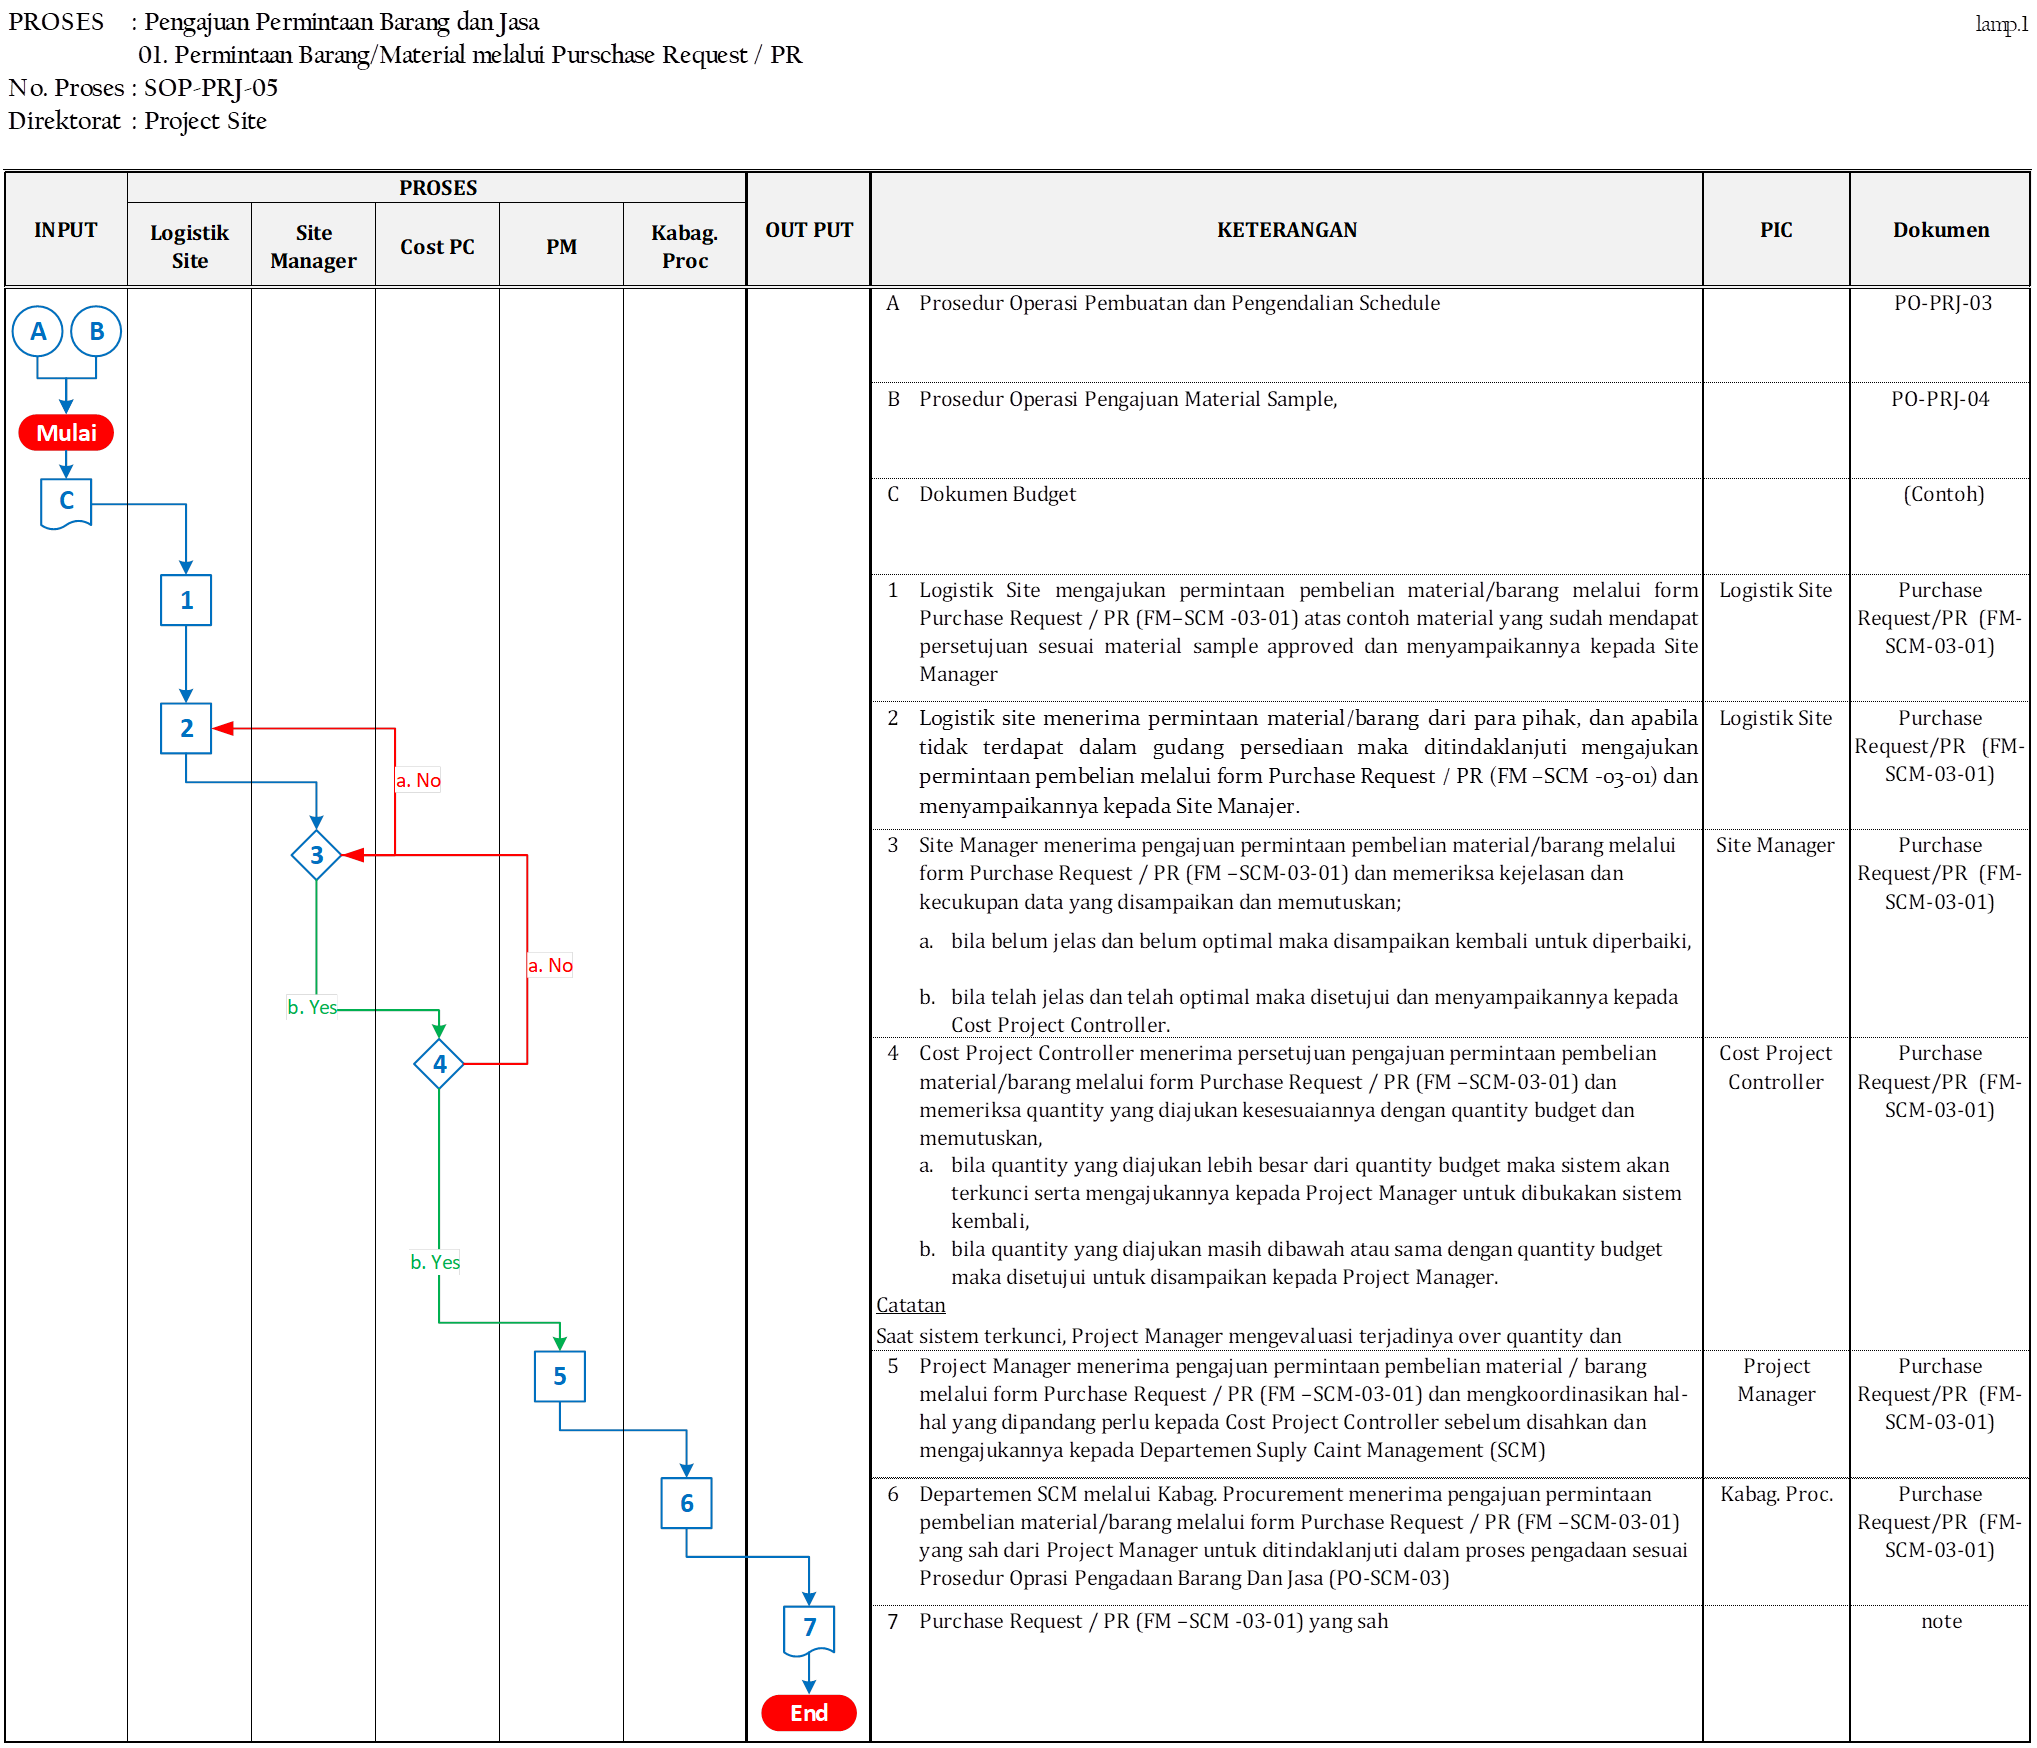 PROSES : Pengajuan Permintaan Barang dan Jasa
lamp.1
01. Permintaan Barang/Material melalui Purschase Request / PR
No. Proses : SOP-PRJ-05
Direktorat : Project Site
INPUT
PROSES
Logistik
Site
Site
Manager
Cost PC
PM
Kabag.
Proc
OUT PUT
KETERANGAN
PIC
Dokumen
A
B
Mulai
C
1
2
a. No
3
a. No
b. Yes
4
b. Yes
5
6
7
End
A Prosedur Operasi Pembuatan dan Pengendalian Schedule
PO-PRJ-03
B Prosedur Operasi Pengajuan Material Sample,
PO-PRJ-04
C Dokumen Budget
(Contoh)
1 Logistik Site mengajukan permintaan pembelian material/barang melalui form
Purchase Request / PR (FM–SCM -03-01) atas contoh material yang sudah mendapat
persetujuan sesuai material sample approved dan menyampaikannya kepada Site
Manager
Logistik Site
Purchase
Request/PR (FM-
SCM-03-01)
2 Logistik site menerima permintaan material/barang dari para pihak, dan apabila
tidak terdapat dalam gudang persediaan maka ditindaklanjuti mengajukan
permintaan pembelian melalui form Purchase Request / PR (FM –SCM -03-01) dan
menyampaikannya kepada Site Manajer.
Logistik Site
Purchase
Request/PR (FM-
SCM-03-01)
3 Site Manager menerima pengajuan permintaan pembelian material/barang melalui
form Purchase Request / PR (FM –SCM-03-01) dan memeriksa kejelasan dan
kecukupan data yang disampaikan dan memutuskan;
a. bila belum jelas dan belum optimal maka disampaikan kembali untuk diperbaiki,
b. bila telah jelas dan telah optimal maka disetujui dan menyampaikannya kepada
Cost Project Controller.
Site Manager
Purchase
Request/PR (FM-
SCM-03-01)
4 Cost Project Controller menerima persetujuan pengajuan permintaan pembelian
material/barang melalui form Purchase Request / PR (FM –SCM-03-01) dan
memeriksa quantity yang diajukan kesesuaiannya dengan quantity budget dan
memutuskan,
a. bila quantity yang diajukan lebih besar dari quantity budget maka sistem akan
terkunci serta mengajukannya kepada Project Manager untuk dibukakan sistem
kembali,
b. bila quantity yang diajukan masih dibawah atau sama dengan quantity budget
maka disetujui untuk disampaikan kepada Project Manager.
Catatan
Saat sistem terkunci, Project Manager mengevaluasi terjadinya over quantity dan
Cost Project
Controller
Purchase
Request/PR (FM-
SCM-03-01)
5 Project Manager menerima pengajuan permintaan pembelian material / barang
melalui form Purchase Request / PR (FM –SCM-03-01) dan mengkoordinasikan hal-
hal yang dipandang perlu kepada Cost Project Controller sebelum disahkan dan
mengajukannya kepada Departemen Suply Caint Management (SCM)
Project
Manager
Purchase
Request/PR (FM-
SCM-03-01)
6 Departemen SCM melalui Kabag. Procurement menerima pengajuan permintaan
pembelian material/barang melalui form Purchase Request / PR (FM –SCM-03-01)
yang sah dari Project Manager untuk ditindaklanjuti dalam proses pengadaan sesuai
Prosedur Oprasi Pengadaan Barang Dan Jasa (PO-SCM-03)
Kabag. Proc.
Purchase
Request/PR (FM-
SCM-03-01)
7 Purchase Request / PR (FM –SCM -03-01) yang sah
note